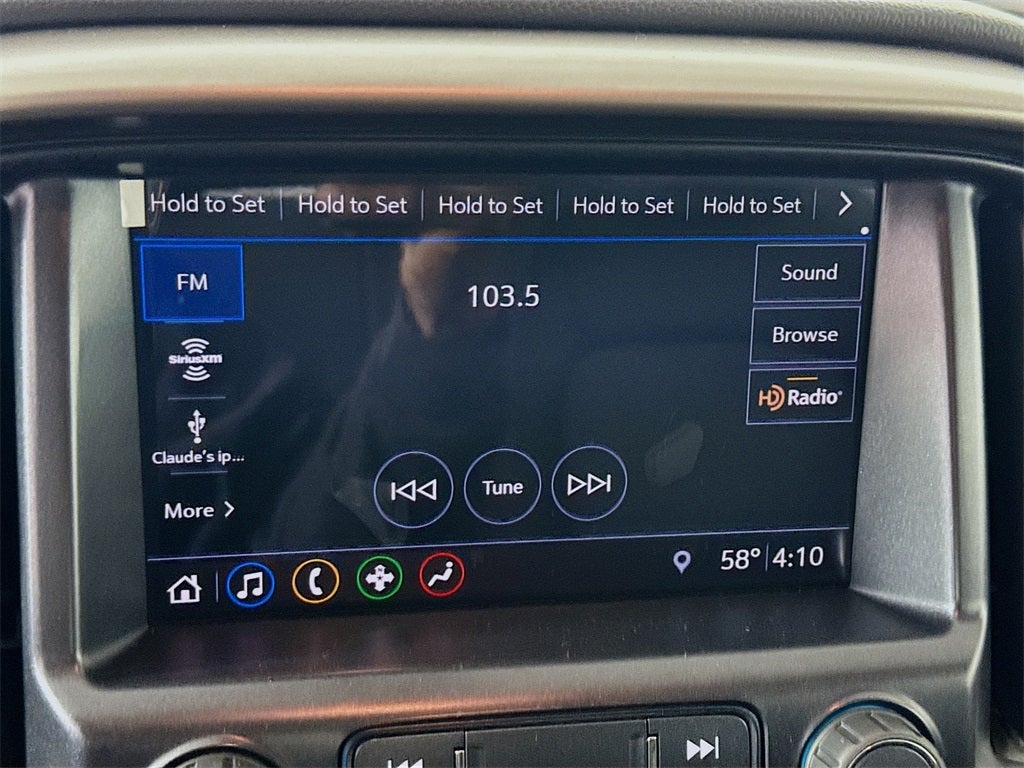 Hold to Set Hold to Set Hold to Set Hold to Set Hold to Set
FM
103.5
Sound
Browse
SiriusXM
HD Radio®
Claude's ip...
Tune
More
58° 4:10